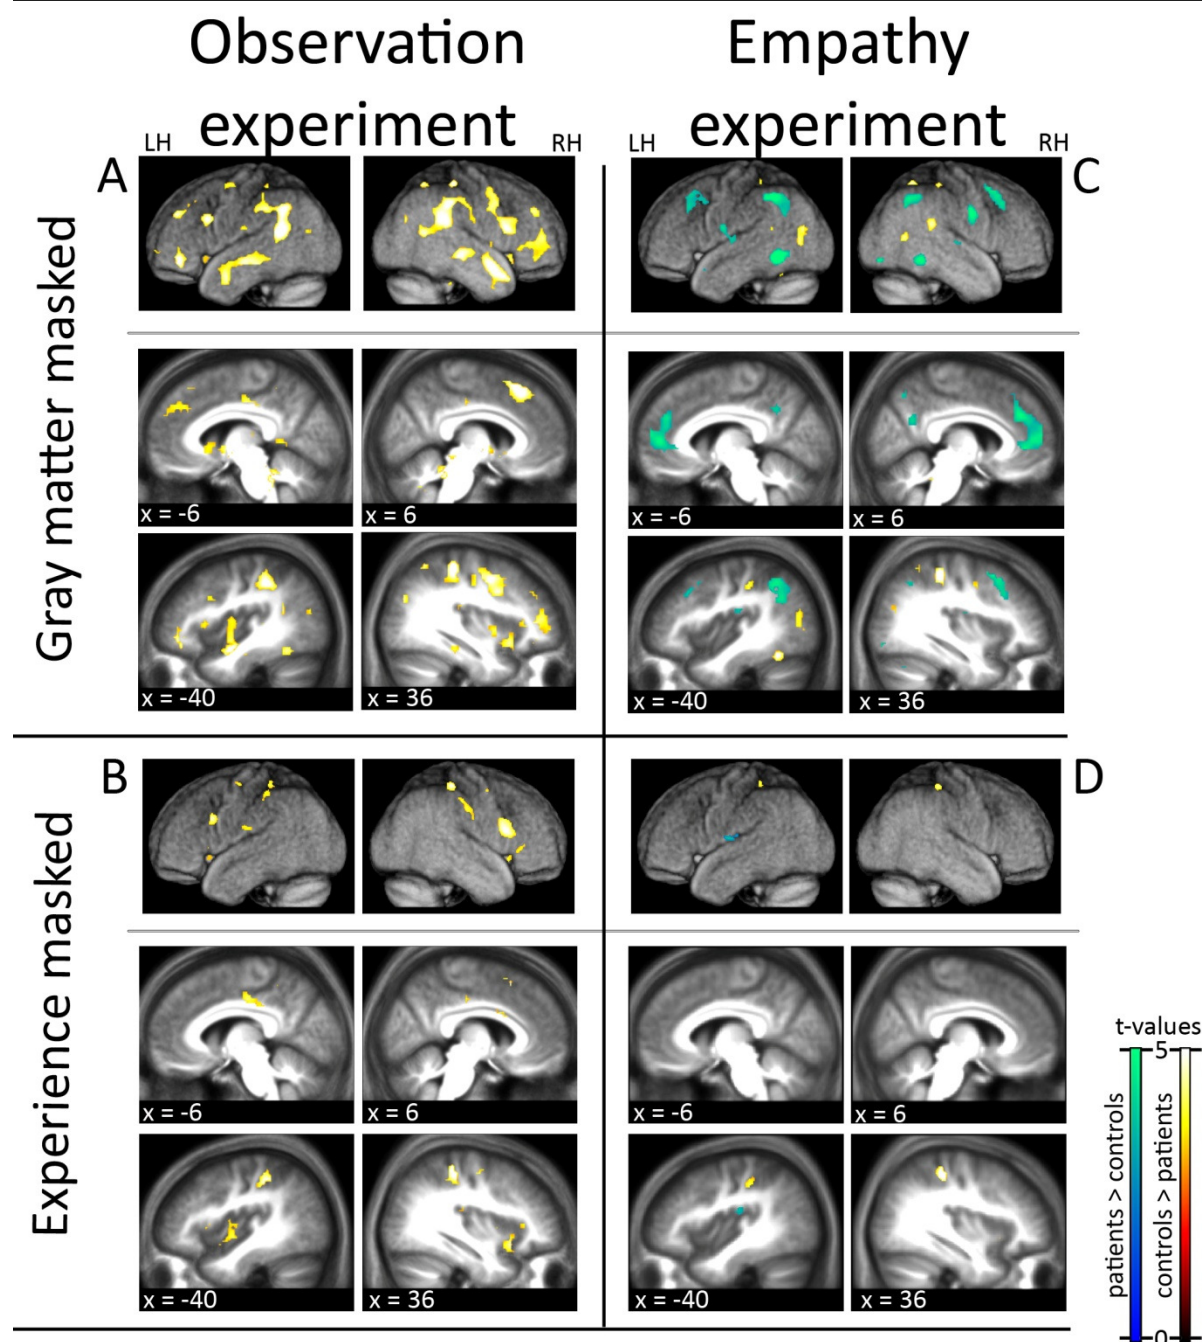 Observation
experiment
Empathy
experiment
LH
RH
LH
RH
A
C
Gray matter masked
x = -6
x = 6
x = -6
x = 6
x = -40
x = 36
x = -40
x = 36
B
D
Experience masked
x = -6
x = 6
x = -6
x = 6
x = -40
x = 36
x = -40
x = 36
t-values
5
patients > controls
controls > patients
0